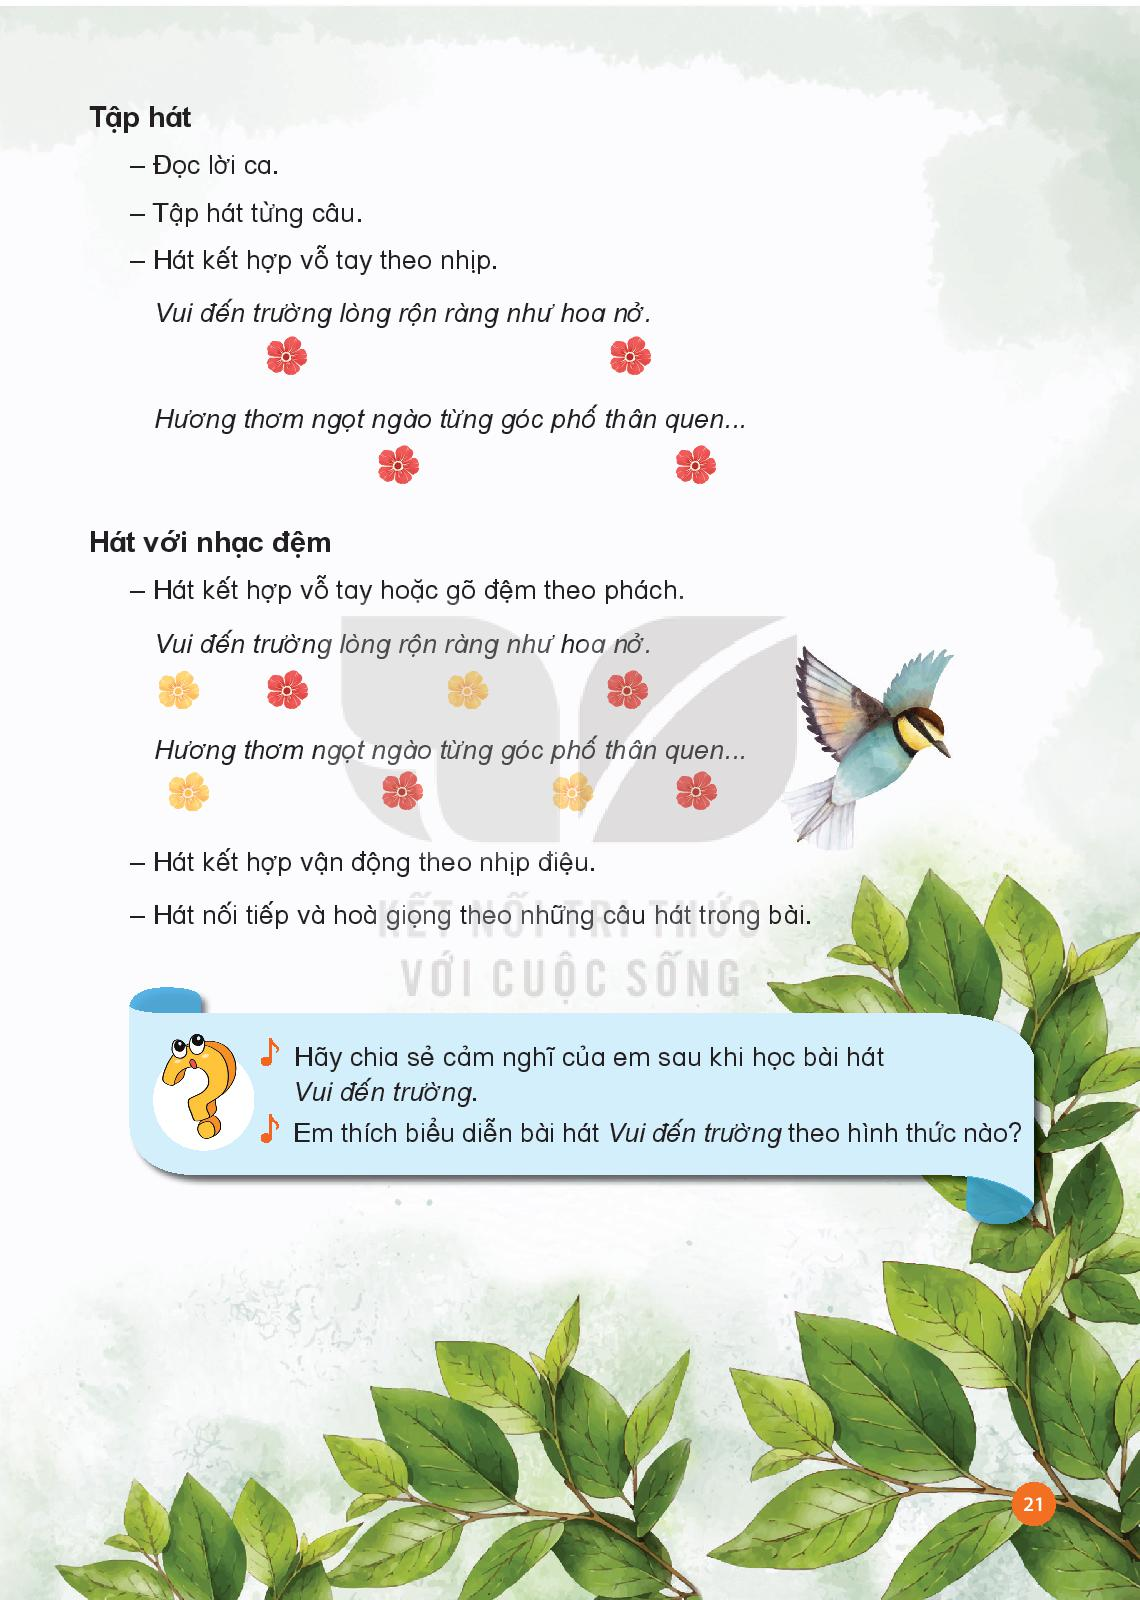 Tập hát
– Đọc lời ca.
– Tập hát từng câu.
– Hát kết hợp vỗ tay theo nhịp.
Vui đến trường lòng rộn ràng như hoa nở.
Hương thơm ngọt ngào từng góc phố thân quen...
Hát với nhạc đệm
– Hát kết hợp vỗ tay hoặc gõ đệm theo phách.
Vui đến trường lòng rộn ràng như hoa nở.
Hương thơm ngọt ngào từng góc phố thân quen...
– Hát kết hợp vận động theo nhịp điệu.
– Hát nối tiếp và hoà giọng theo những câu hát trong bài.
KẾT NỐI TRI THỨC
VỚI CUỘC SỐNG
Hãy chia sẻ cảm nghĩ của em sau khi học bài hát
Vui đến trường.
Em thích biểu diễn bài hát Vui đến trường theo hình thức nào?
21